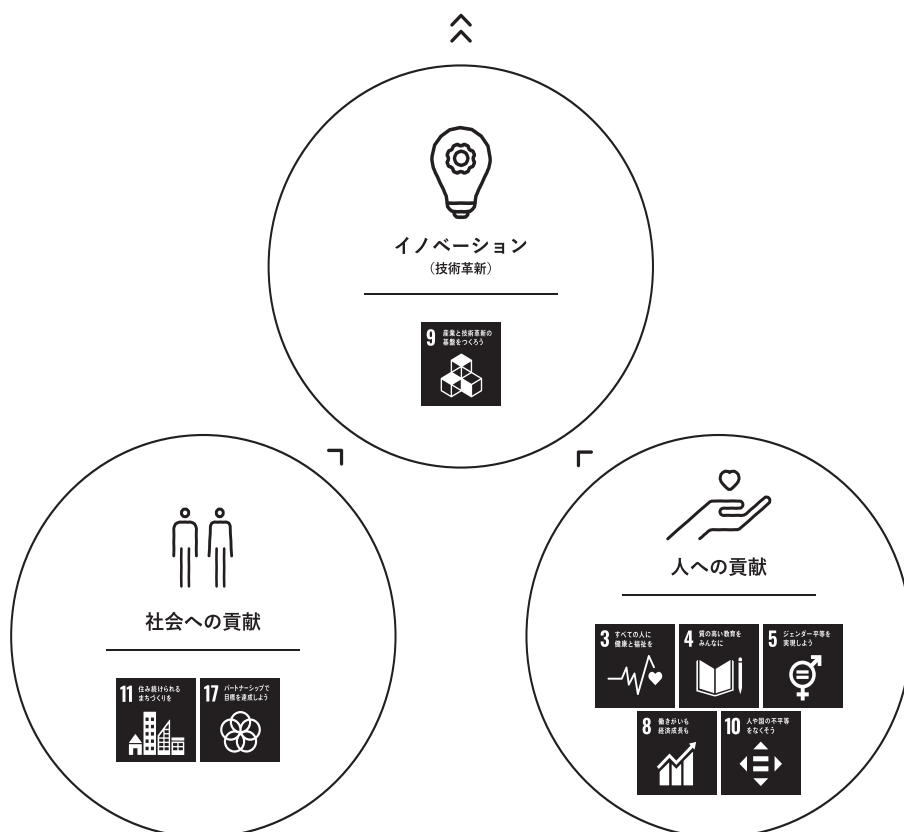 イノベーション
（技術革新）
9
産業と技術革新の
基盤をつくろう
社会への貢献
11
住み続けられる
まちづくりを
17
パートナーシップで
目標を達成しよう
人への貢献
3
すべての人に
健康と福祉を
4
質の高い教育を
みんなに
5
ジェンダー平等を
実現しよう
8
働きがいも
経済成長も
10
人や国の不平等
をなくそう